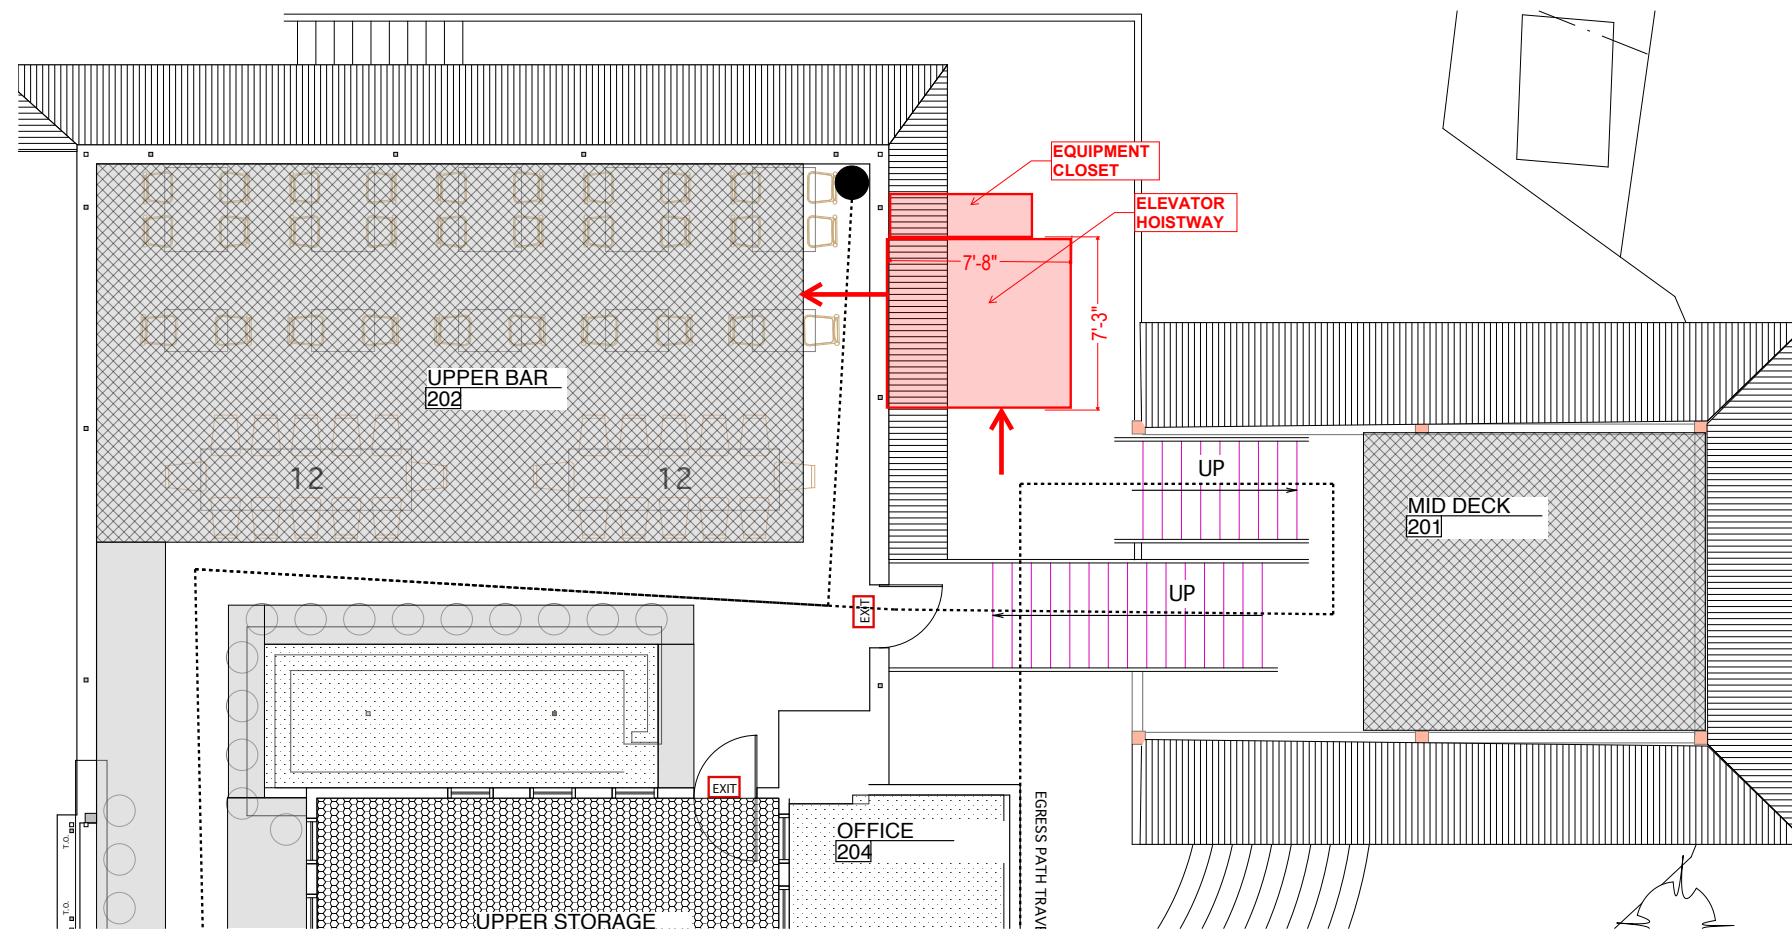 EQUIPMENT
CLOSET
ELEVATOR
HOISTWAY
7'-8"
7'-3"
UPPER BAR
202
12
12
UP
MID DECK
201
UP
EXIT
EXIT
OFFICE
204
EGRESS PATH TRAVE
T.O.
T.O.
UPPER STORAGE